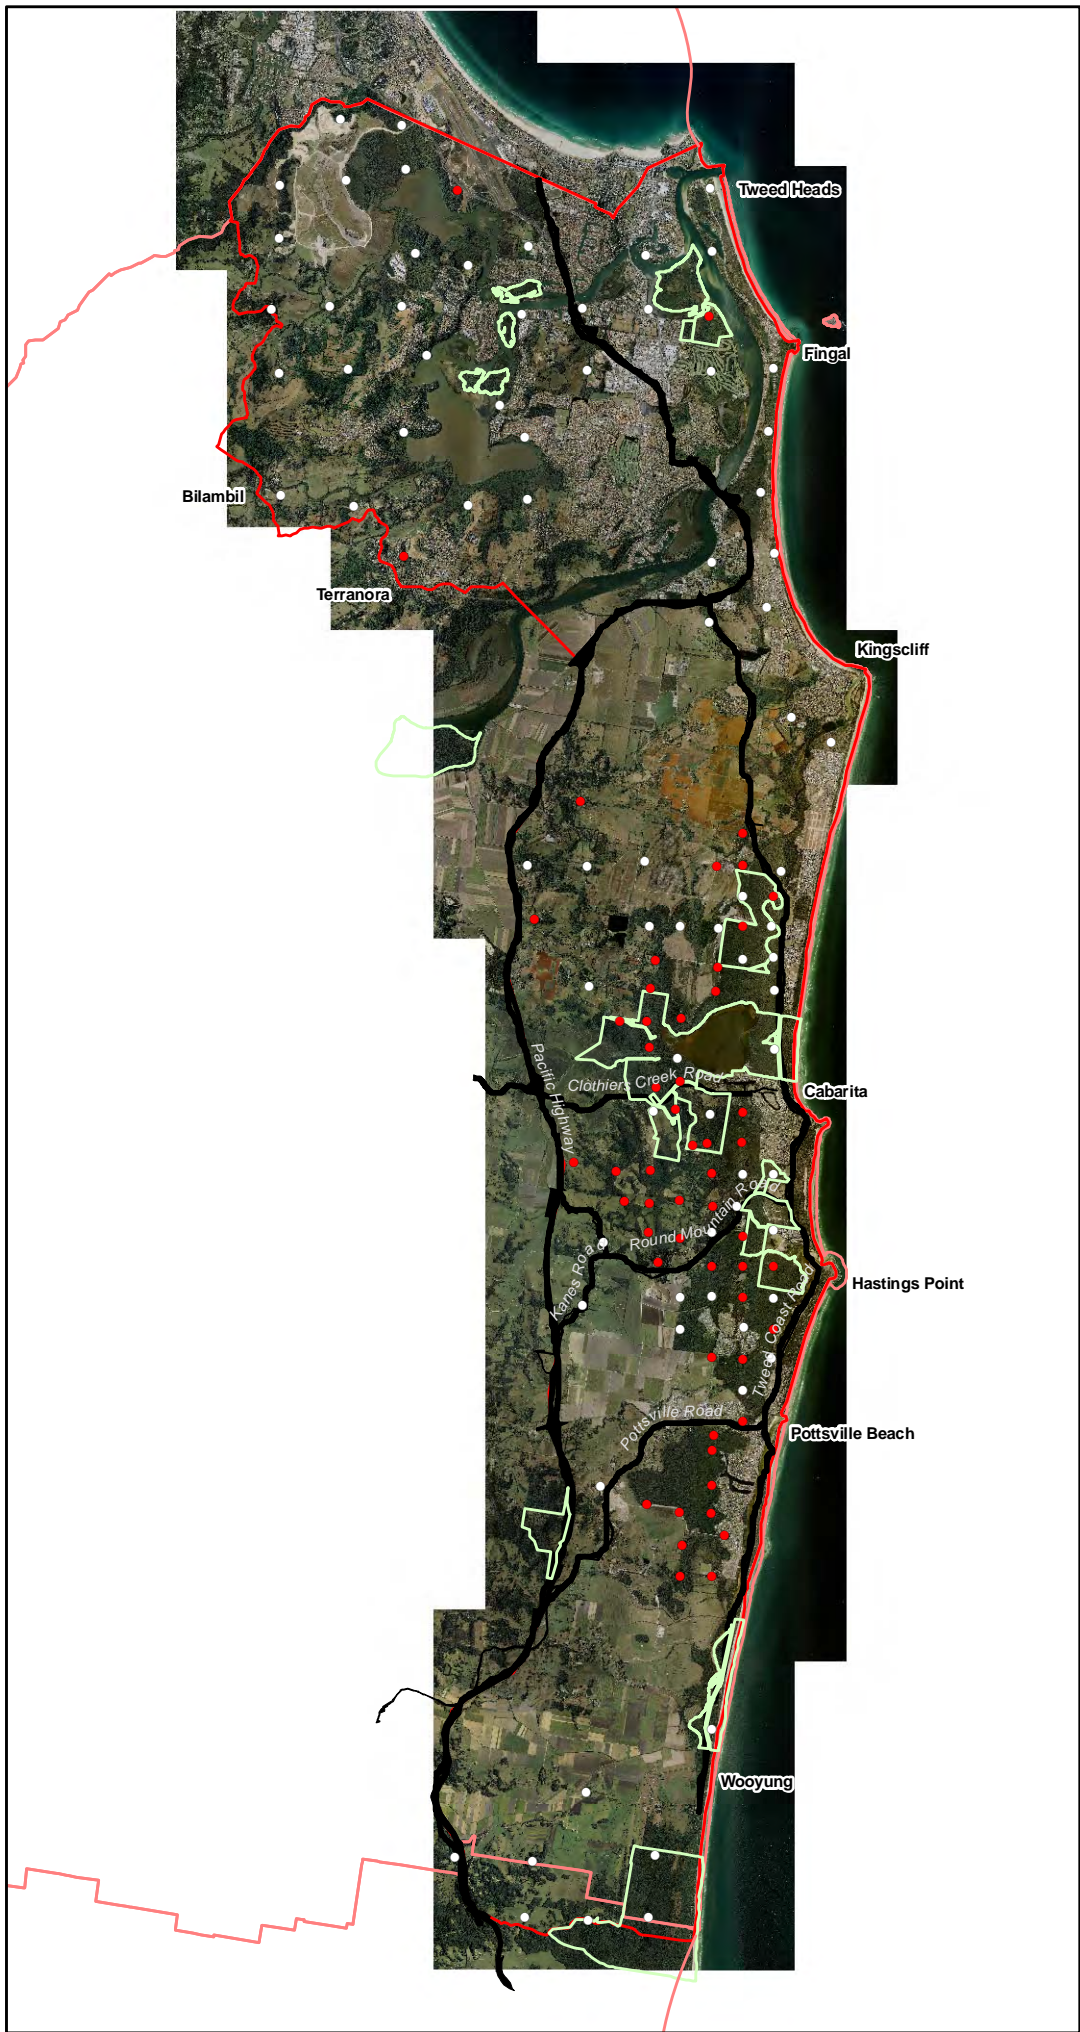 Tweed Heads
Fingal
Bilambil
Terranora
Kingscliff
Pacific Highway
Clothiers Creek Road
Cabarita
Round Mountain Road
Kanes Road
Hastings Point
Tweed Coast Road
Pottsville Road
Pottsville Beach
Wooyung